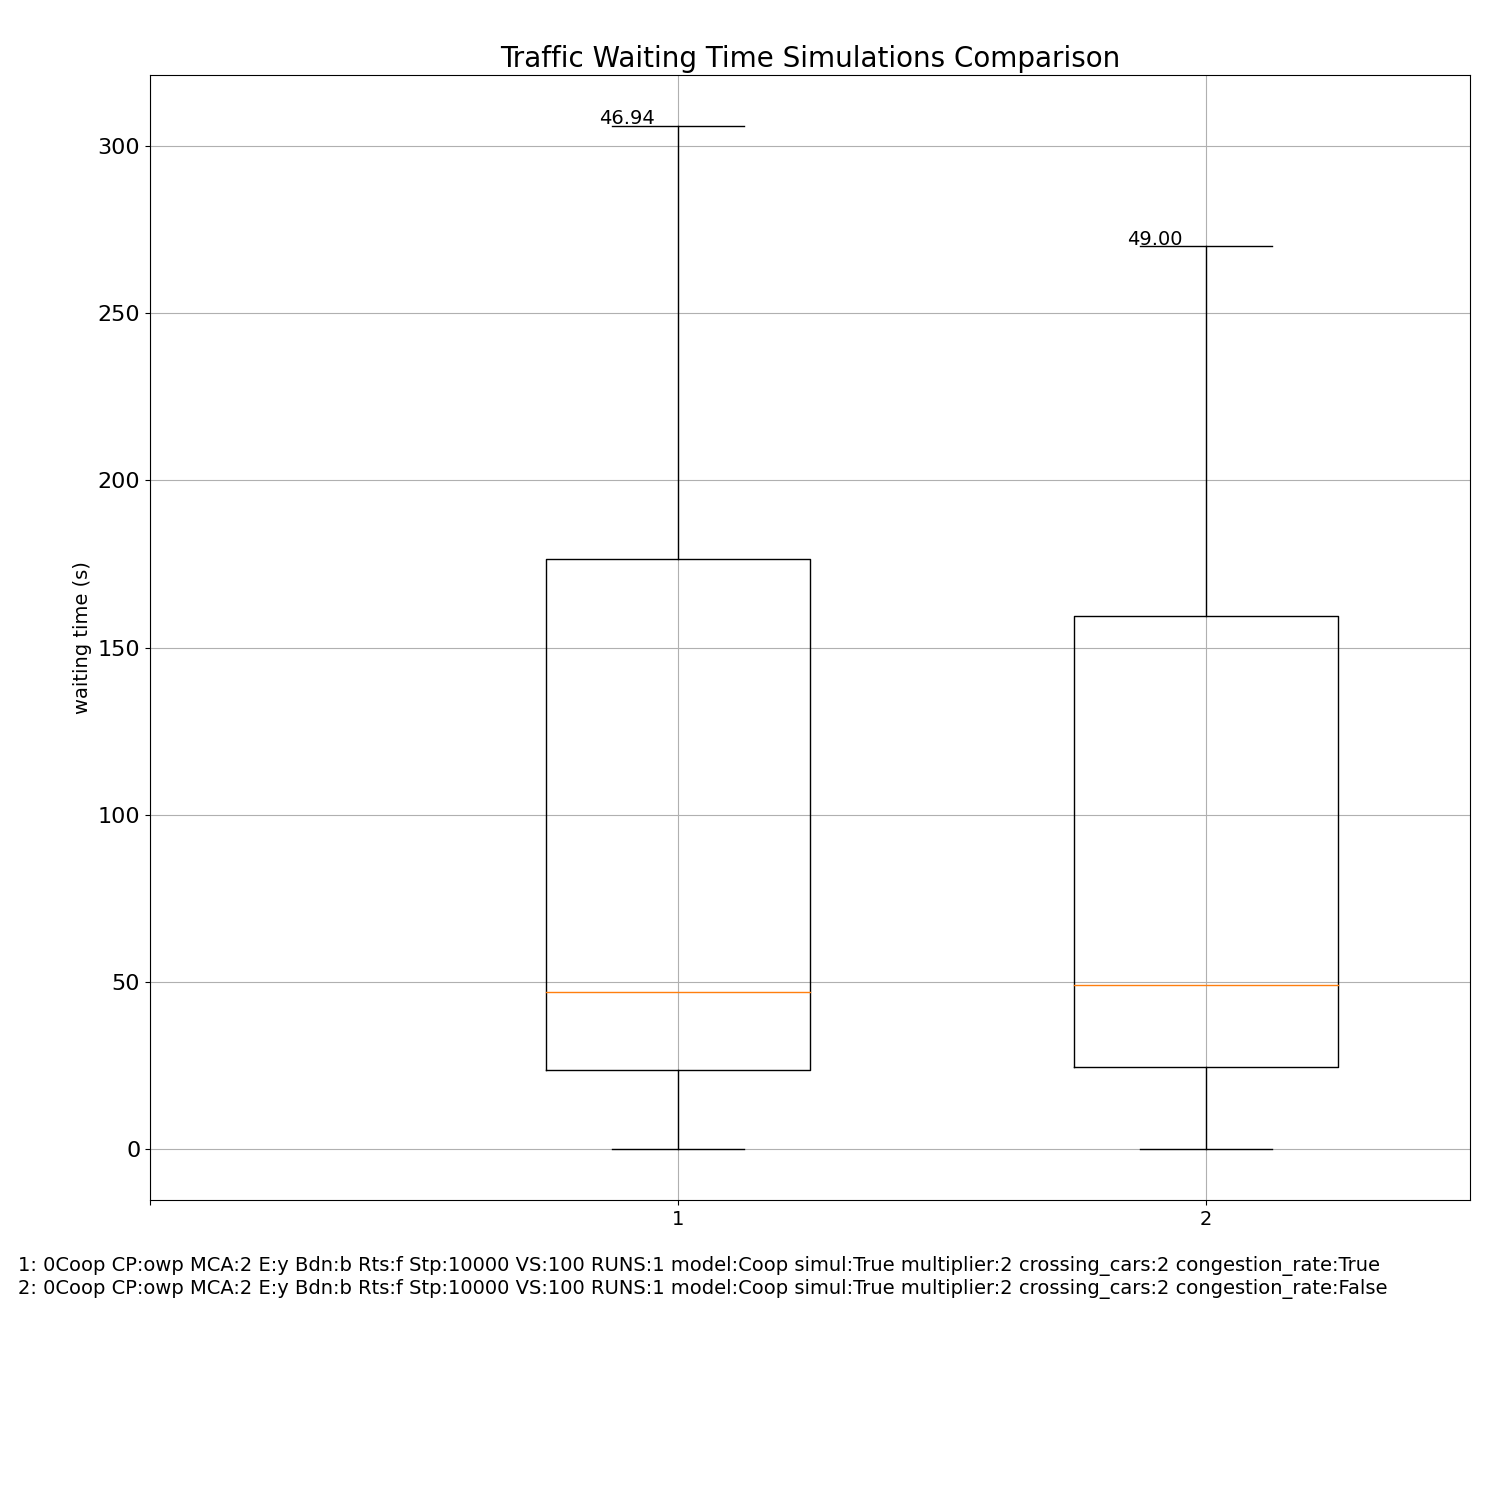 Traffic Waiting Time Simulations Comparison
46.94
49.00
300
250
200
150
100
50
0
waiting time (s)
1
2
1: 0Coop CP:owp MCA:2 E:y Bdn:b Rts:f Stp:10000 VS:100 RUNS:1 model:Coop simul:True multiplier:2 crossing_cars:2 congestion_rate:True
2: 0Coop CP:owp MCA:2 E:y Bdn:b Rts:f Stp:10000 VS:100 RUNS:1 model:Coop simul:True multiplier:2 crossing_cars:2 congestion_rate:False